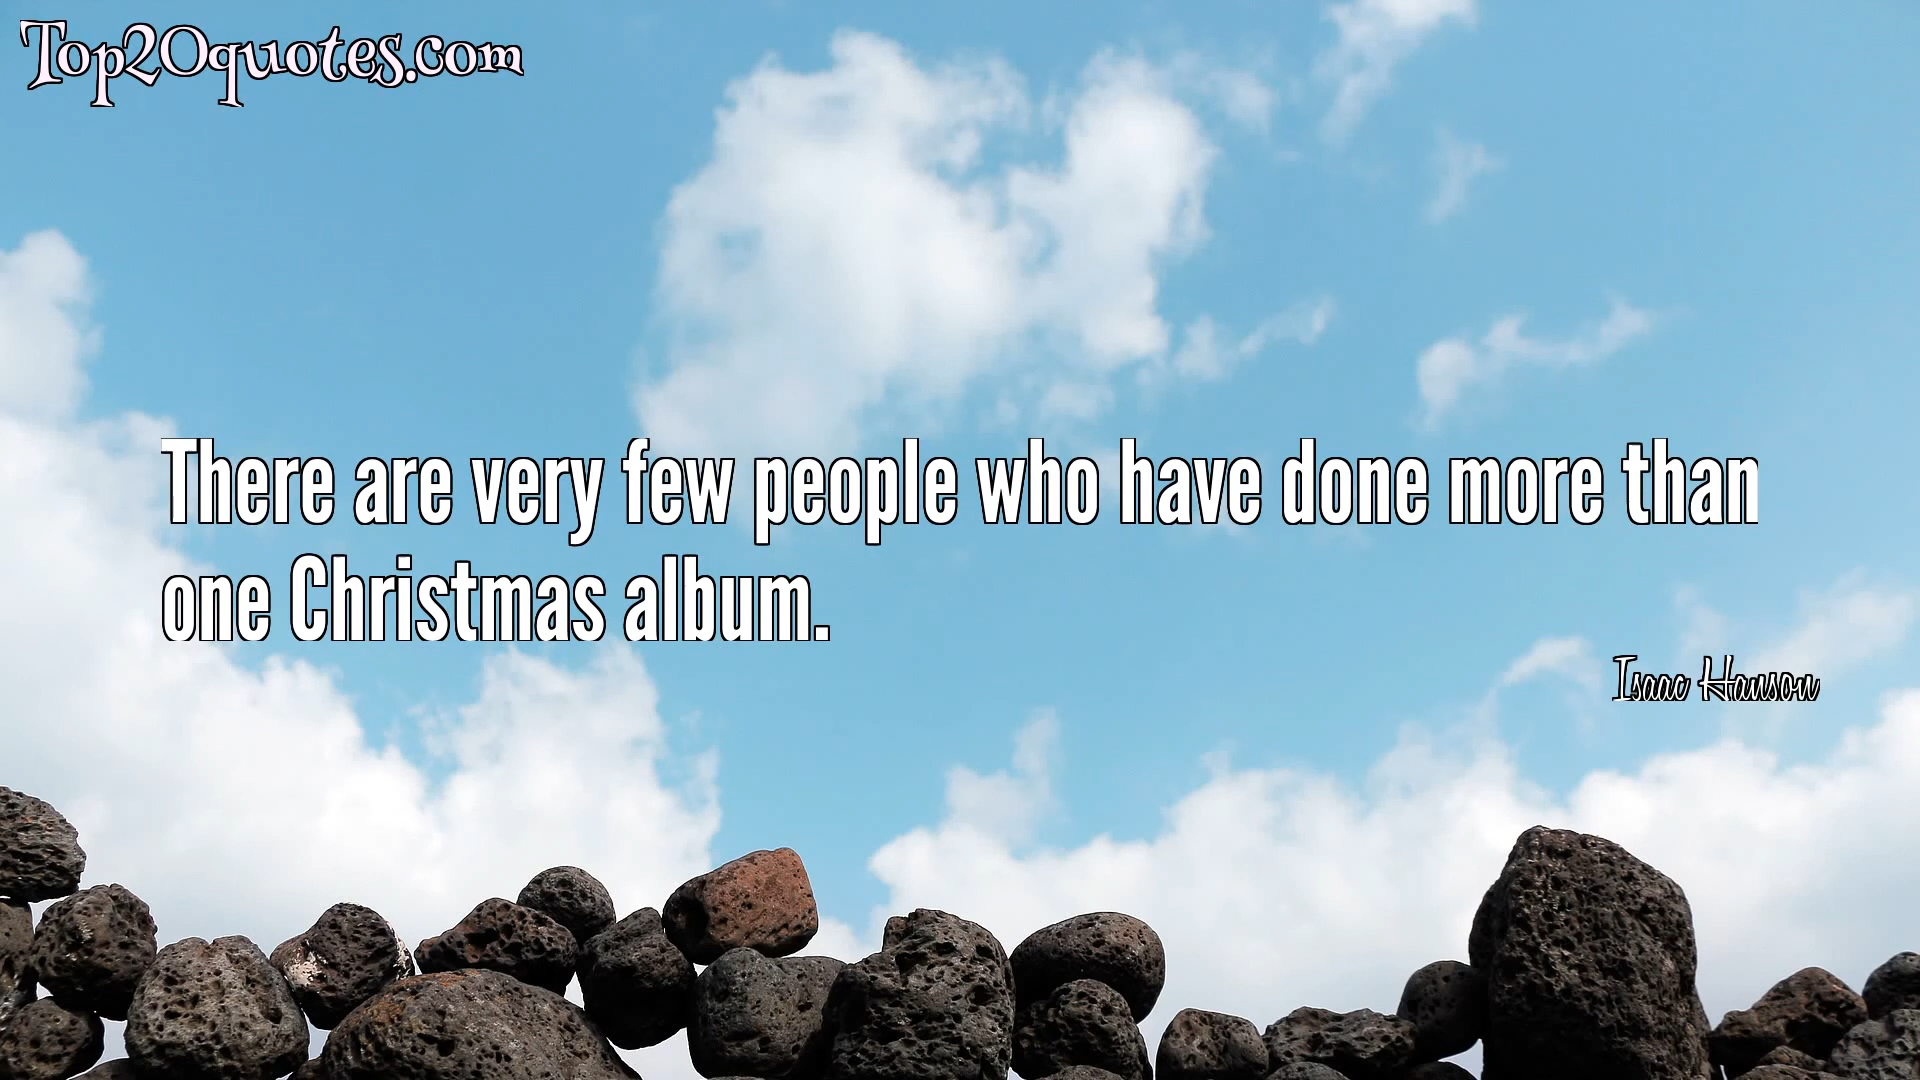 Top20quotes.com
There are very few people who have done more than
one Christmas album.
Isaac Hanson